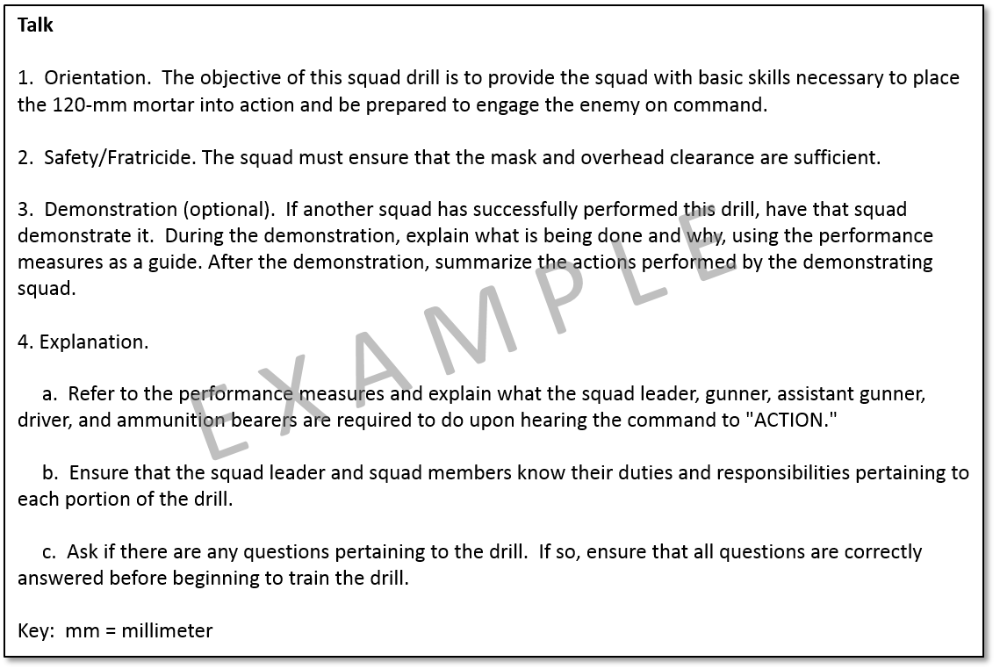 Talk
1.  Orientation.  The objective of this squad drill is to provide the squad with basic skills necessary to place
the 120-mm mortar into action and be prepared to engage the enemy on command.
2.  Safety/Fratricide. The squad must ensure that the mask and overhead clearance are sufficient.
3.  Demonstration (optional).  If another squad has successfully performed this drill, have that squad
demonstrate it.  During the demonstration, explain what is being done and why, using the performance
measures as a guide. After the demonstration, summarize the actions performed by the demonstrating
squad.
4. Explanation.
a.  Refer to the performance measures and explain what the squad leader, gunner, assistant gunner,
driver, and ammunition bearers are required to do upon hearing the command to "ACTION."
b.  Ensure that the squad leader and squad members know their duties and responsibilities pertaining to
each portion of the drill.
c.  Ask if there are any questions pertaining to the drill.  If so, ensure that all questions are correctly
answered before beginning to train the drill.
Key:  mm = millimeter
EXAMPLE